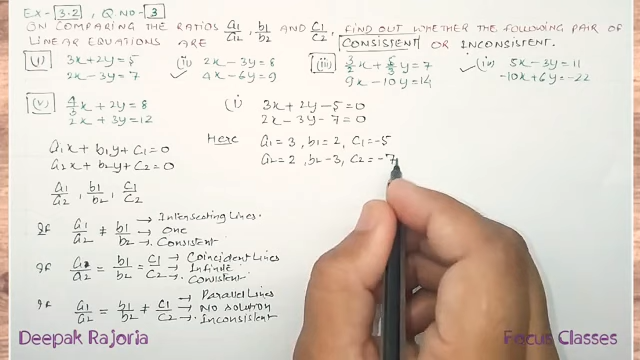 EX-3.2, Q.NO-3
ON COMPARING THE RATIOS a1/a2, b1/b2 AND C1/C2, FIND OUT WHETHER THE FOLLOWING PAIR OF
LINEAR EQUATIONS ARE CONSISTENT OR INCONSISTENT.
(i) 3x+2y=5 (ii) 2x-3y=8 (iii) 3/2x+5/3y=7 (iv) 5x-3y=11
2x-3y=7 4x-6y=9 9x-10y=14 -10x+6y=-22
(v) 4/3x+2y=8
2x+3y=12
a1x+b1y+C1=0
a2x+b2y+C2=0
a1/a2, b1/b2, C1/C2
If a1/a2 ≠ b1/b2 → Intersecting Lines.
→ One
→ Consistent
If a1/a2 = b1/b2 = C1/C2 → Coincident Lines
→ Infinite
→ Consistent
If a1/a2 = b1/b2 ≠ C1/C2 → Parallel Lines
→ NO solution
→ Inconsistent
(i) 3x+2y-5=0
2x-3y-7=0
Here a1=3, b1=2, C1=-5
a2=2, b2-3, C2=-7
Deepak Rajoria
Focus Classes